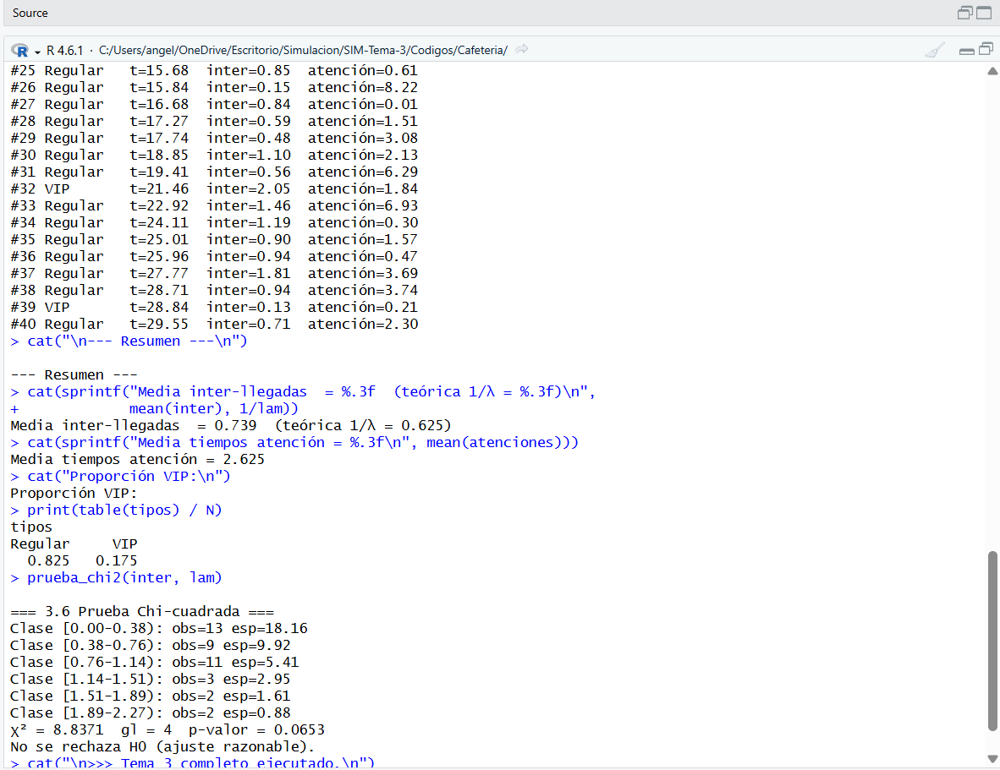 Source
R 4.6.1 · C:/Users/angel/OneDrive/Escritorio/Simulacion/SIM-Tema-3/Codigos/Cafeteria/
#25 Regular   t=15.68  inter=0.85  atención=0.61
#26 Regular   t=15.84  inter=0.15  atención=8.22
#27 Regular   t=16.68  inter=0.84  atención=0.01
#28 Regular   t=17.27  inter=0.59  atención=1.51
#29 Regular   t=17.74  inter=0.48  atención=3.08
#30 Regular   t=18.85  inter=1.10  atención=2.13
#31 Regular   t=19.41  inter=0.56  atención=6.29
#32 VIP       t=21.46  inter=2.05  atención=1.84
#33 Regular   t=22.92  inter=1.46  atención=6.93
#34 Regular   t=24.11  inter=1.19  atención=0.30
#35 Regular   t=25.01  inter=0.90  atención=1.57
#36 Regular   t=25.96  inter=0.94  atención=0.47
#37 Regular   t=27.77  inter=1.81  atención=3.69
#38 Regular   t=28.71  inter=0.94  atención=3.74
#39 VIP       t=28.84  inter=0.13  atención=0.21
#40 Regular   t=29.55  inter=0.71  atención=2.30
> cat("\n--- Resumen ---\n")
--- Resumen ---
> cat(sprintf("Media inter-llegadas  = %.3f  (teórica 1/λ = %.3f)\n",
+             mean(inter), 1/lam))
Media inter-llegadas  = 0.739  (teórica 1/λ = 0.625)
> cat(sprintf("Media tiempos atención = %.3f\n", mean(atenciones)))
Media tiempos atención = 2.625
> cat("Proporción VIP:\n")
Proporción VIP:
> print(table(tipos) / N)
tipos
Regular     VIP
  0.825   0.175
> prueba_chi2(inter, lam)
=== 3.6 Prueba Chi-cuadrada ===
Clase [0.00-0.38): obs=13 esp=18.16
Clase [0.38-0.76): obs=9 esp=9.92
Clase [0.76-1.14): obs=11 esp=5.41
Clase [1.14-1.51): obs=3 esp=2.95
Clase [1.51-1.89): obs=2 esp=1.61
Clase [1.89-2.27): obs=2 esp=0.88
χ² = 8.8371  gl = 4  p-valor = 0.0653
No se rechaza H0 (ajuste razonable).
> cat("\n>>> Tema 3 completo ejecutado.\n")